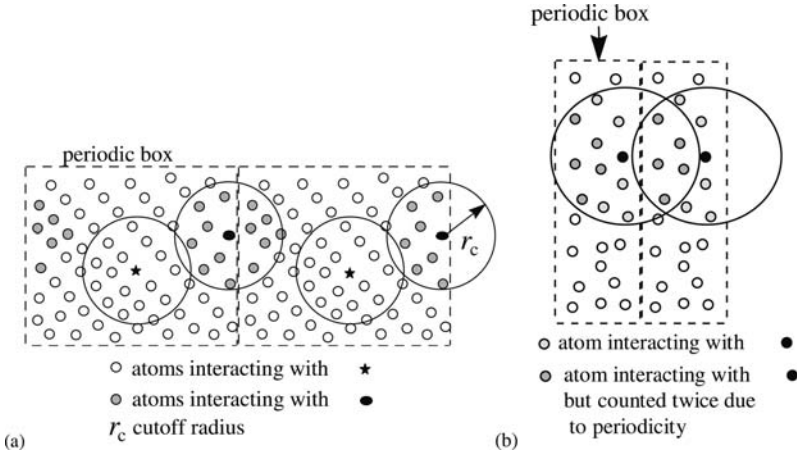 periodic box
periodic box
r_c
atoms interacting with
atoms interacting with
r_c cutoff radius
(a)
atom interacting with
atom interacting with
but counted twice due
to periodicity
(b)